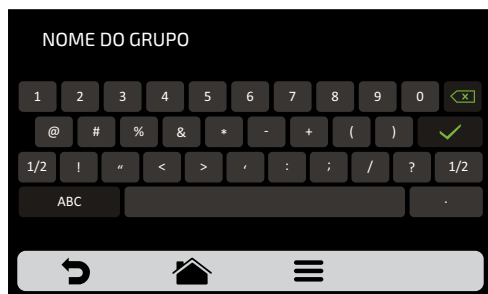 NOME DO GRUPO
1 2 3 4 5 6 7 8 9 0
@ # % & * - + ( )
1/2 ! “ < > ‘ : ; / ? 1/2
ABC .